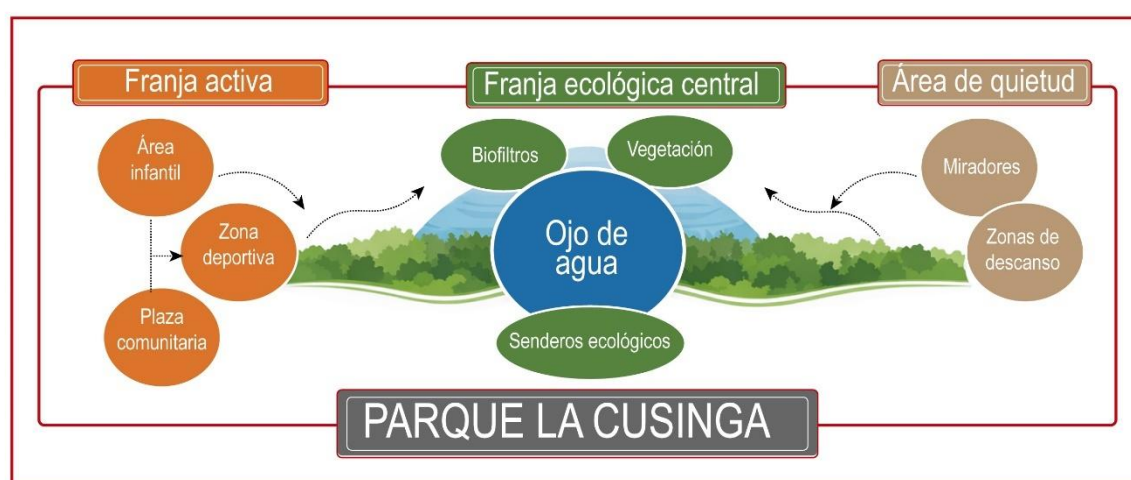 Franja activa
Franja ecológica central
Área de quietud
Área
infantil
Zona
deportiva
Plaza
comunitaria
Biofiltros
Vegetación
Ojo de
agua
Senderos ecológicos
Miradores
Zonas de
descanso
PARQUE LA CUSINGA